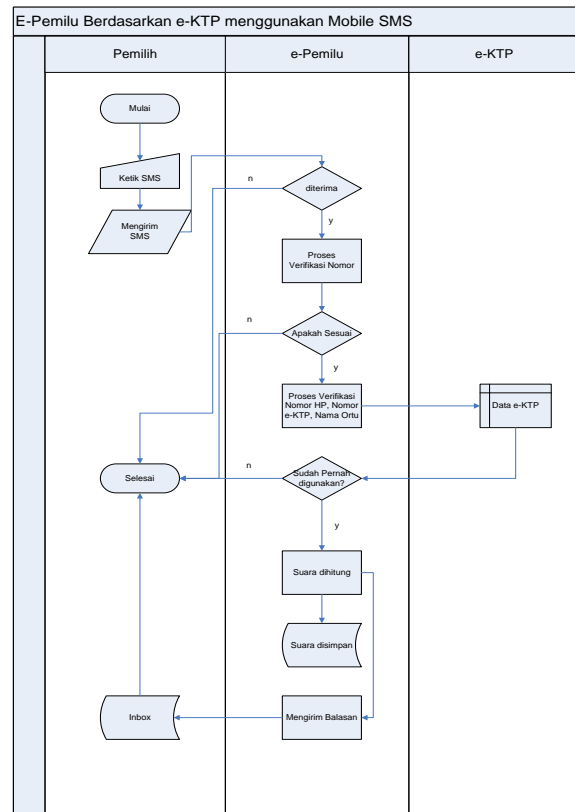 E-Pemilu Berdasarkan e-KTP menggunakan Mobile SMS
Pemilih
e-Pemilu
e-KTP
Mulai
Ketik SMS
Mengirim
SMS
n
diterima
y
Proses
Verifikasi Nomor
n
Apakah Sesuai
y
Proses Verifikasi
Nomor HP, Nomor
e-KTP, Nama Ortu
Data e-KTP
Selesai
n
Sudah Pernah
digunakan?
y
Suara dihitung
Suara disimpan
Inbox
Mengirim Balasan